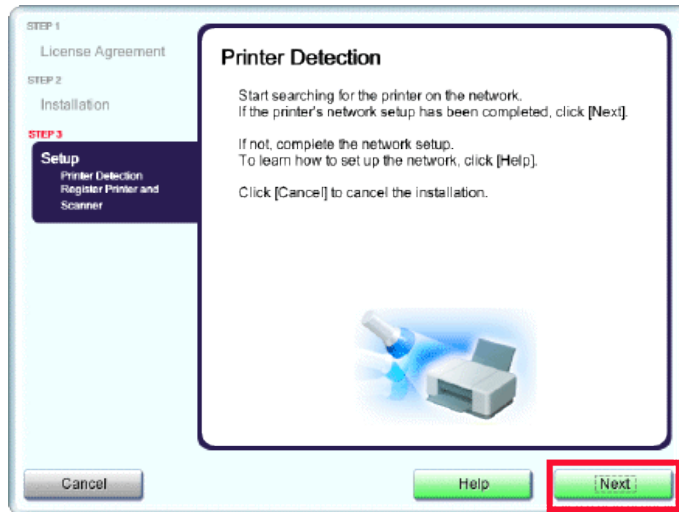 STEP 1
License Agreement
STEP 2
Installation
STEP 3
Setup
Printer Detection
Register Printer and
Scanner
Printer Detection
Start searching for the printer on the network.
If the printer's network setup has been completed, click [Next].
If not, complete the network setup.
To learn how to set up the network, click [Help].
Click [Cancel] to cancel the installation.
Cancel
Help
Next